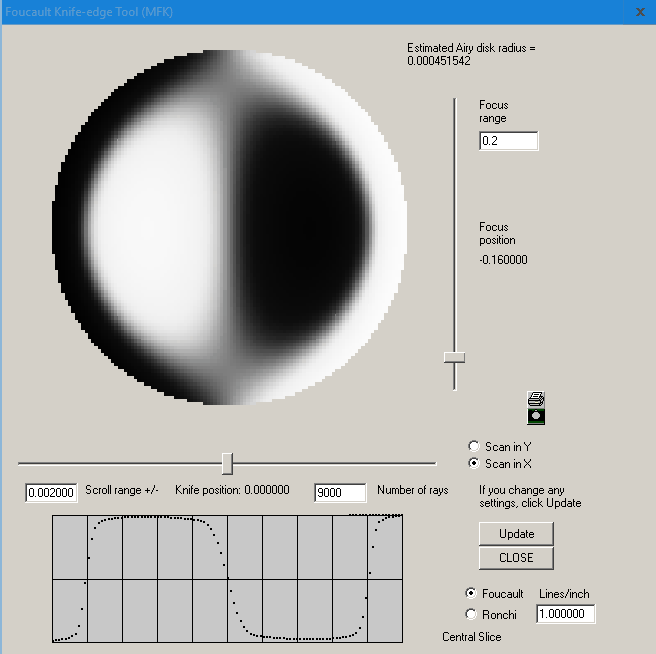 Foucault Knife-edge Tool (MFK)
Estimated Airy disk radius =
0.000451542
Focus
range
0.2
Focus
position
-0.160000
Scan in Y
Scan in X
0.002000 Scroll range +/- Knife position: 0.000000 9000 Number of rays
If you change any
settings, click Update
Update
CLOSE
Foucault Lines/inch
Ronchi 1.000000
Central Slice